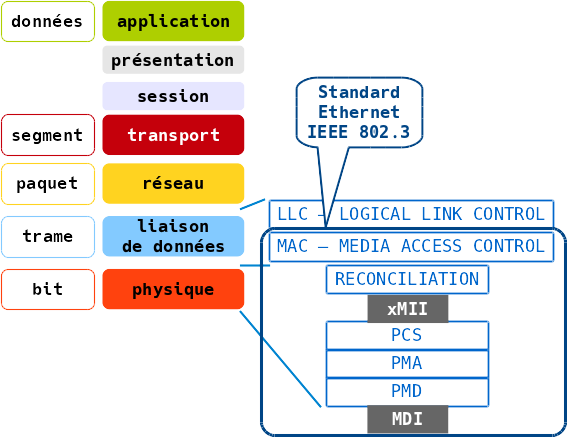 données
application
présentation
session
segment
transport
paquet
réseau
trame
liaison
de données
bit
physique
Standard
Ethernet
IEEE 802.3
LLC – LOGICAL LINK CONTROL
MAC – MEDIA ACCESS CONTROL
RECONCILIATION
xMII
PCS
PMA
PMD
MDI